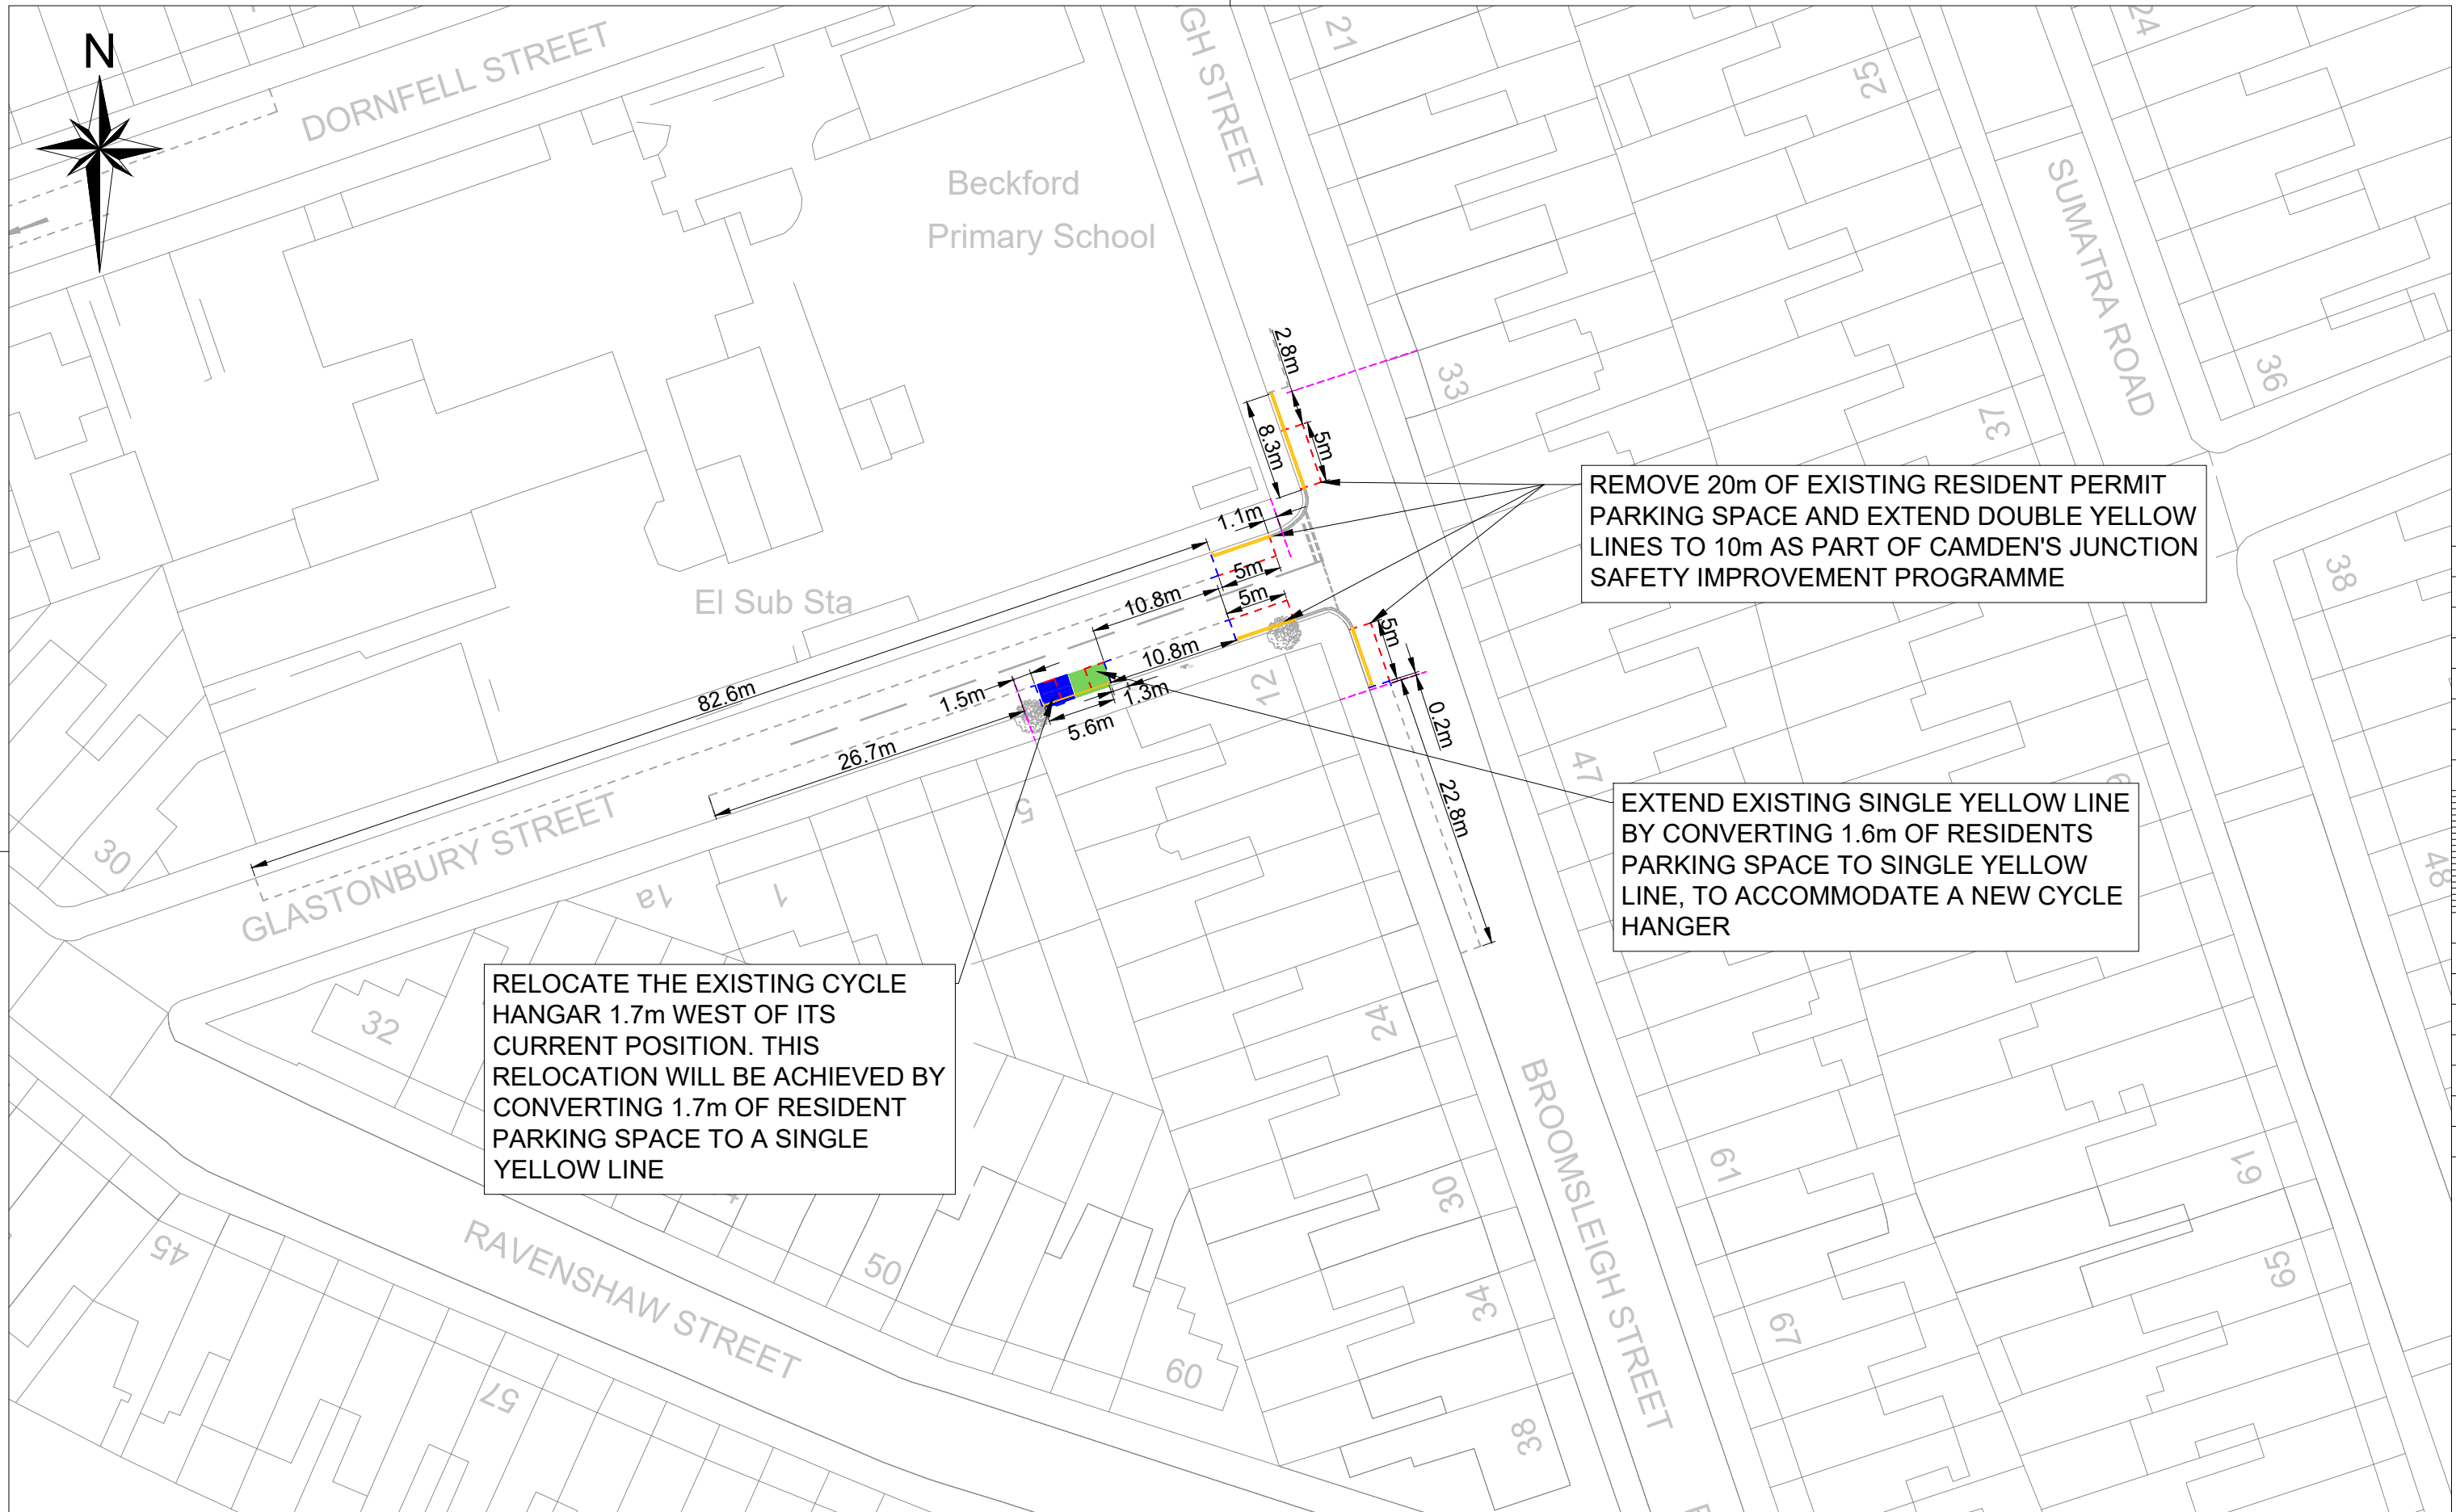 N
DORNFELL STREET
GH STREET
21
24
25
Beckford
Primary School
SUMATRA ROAD
2.8m
33
36
37
8.3m
5m
REMOVE 20m OF EXISTING RESIDENT PERMIT
PARKING SPACE AND EXTEND DOUBLE YELLOW
LINES TO 10m AS PART OF CAMDEN'S JUNCTION
SAFETY IMPROVEMENT PROGRAMME
1.1m
38
El Sub Sta
5m
10.8m
5m
5m
10.8m
12
82.6m
1.5m
1.3m
5.6m
0.2m
26.7m
47
22.8m
EXTEND EXISTING SINGLE YELLOW LINE
BY CONVERTING 1.6m OF RESIDENTS
PARKING SPACE TO SINGLE YELLOW
LINE, TO ACCOMMODATE A NEW CYCLE
HANGER
5
30
GLASTONBURY STREET
1a
1
48
RELOCATE THE EXISTING CYCLE
HANGAR 1.7m WEST OF ITS
CURRENT POSITION. THIS
RELOCATION WILL BE ACHIEVED BY
CONVERTING 1.7m OF RESIDENT
PARKING SPACE TO A SINGLE
YELLOW LINE
32
24
BROOMSLEIGH STREET
61
61
30
45
RAVENSHAW STREET
50
65
34
67
60
57
38